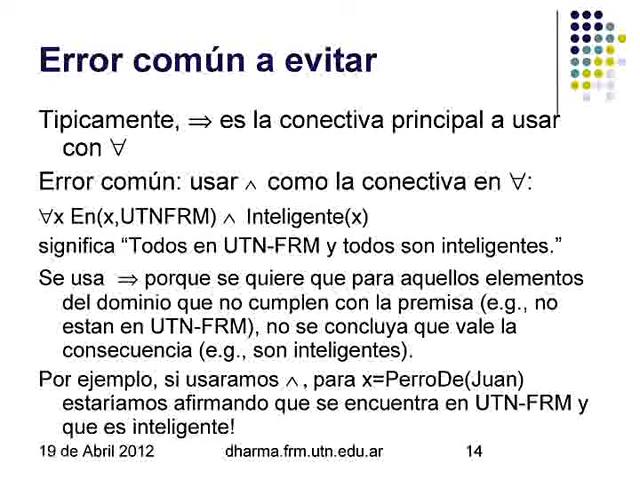 Error común a evitar
Tipicamente, ⇒ es la conectiva principal a usar
con ∀
Error común: usar ∧ como la conectiva en ∀:
∀x En(x,UTNFRM) ∧ Inteligente(x)
significa “Todos en UTN-FRM y todos son inteligentes.”
Se usa ⇒ porque se quiere que para aquellos elementos
del dominio que no cumplen con la premisa (e.g., no
estan en UTN-FRM), no se concluya que vale la
consecuencia (e.g., son inteligentes).
Por ejemplo, si usaramos ∧, para x=PerroDe(Juan)
estaríamos afirmando que se encuentra en UTN-FRM y
que es inteligente!
19 de Abril 2012 dharma.frm.utn.edu.ar 14